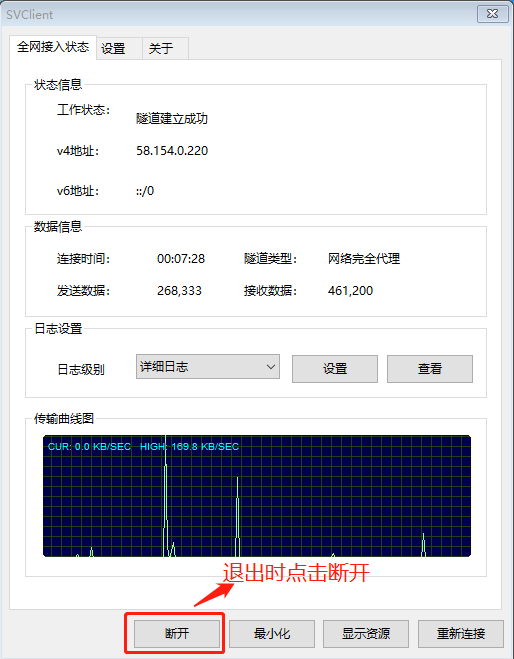 SVClient
全网接入状态 设置 关于
状态信息
工作状态: 隧道建立成功
v4地址: 58.154.0.220
v6地址: ::/0
数据信息
连接时间: 00:07:28 隧道类型: 网络完全代理
发送数据: 268,333 接收数据: 461,200
日志设置
日志级别 详细日志 设置 查看
传输曲线图
CUR: 0.0 KB/SEC HIGH: 169.8 KB/SEC
退出时点击断开
断开 最小化 显示资源 重新连接